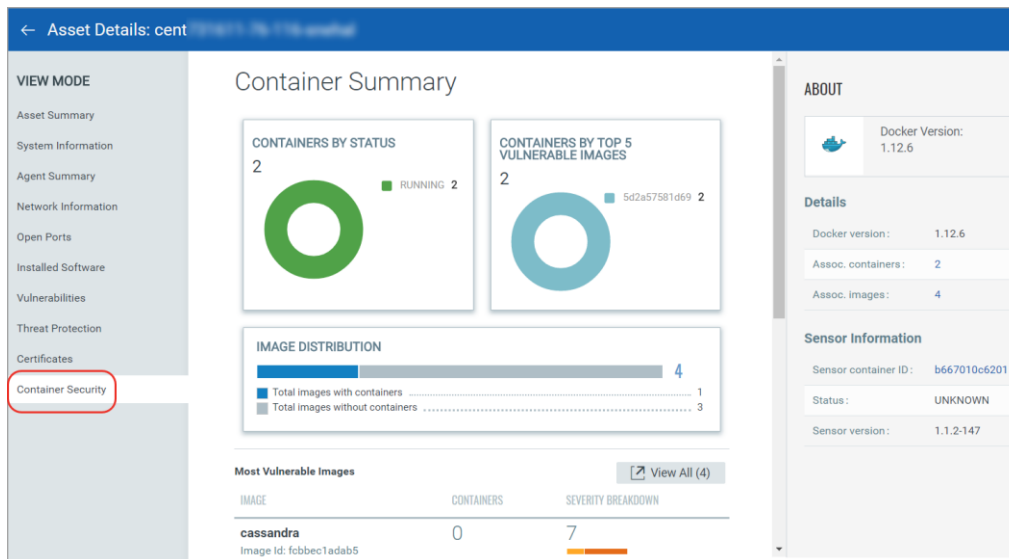 ← Asset Details: cent
VIEW MODE
Asset Summary
System Information
Agent Summary
Network Information
Open Ports
Installed Software
Vulnerabilities
Threat Protection
Certificates
Container Security
Container Summary
CONTAINERS BY STATUS
2
RUNNING 2
CONTAINERS BY TOP 5
VULNERABLE IMAGES
2
5d2a57581d69 2
IMAGE DISTRIBUTION
4
Total images with containers 1
Total images without containers 3
Most Vulnerable Images
View All (4)
IMAGE CONTAINERS SEVERITY BREAKDOWN
cassandra 0 7
Image Id: fcbbec1adab5
ABOUT
Docker Version:
1.12.6
Details
Docker version: 1.12.6
Assoc. containers: 2
Assoc. images: 4
Sensor Information
Sensor container ID: b667010c6201
Status: UNKNOWN
Sensor version: 1.1.2-147